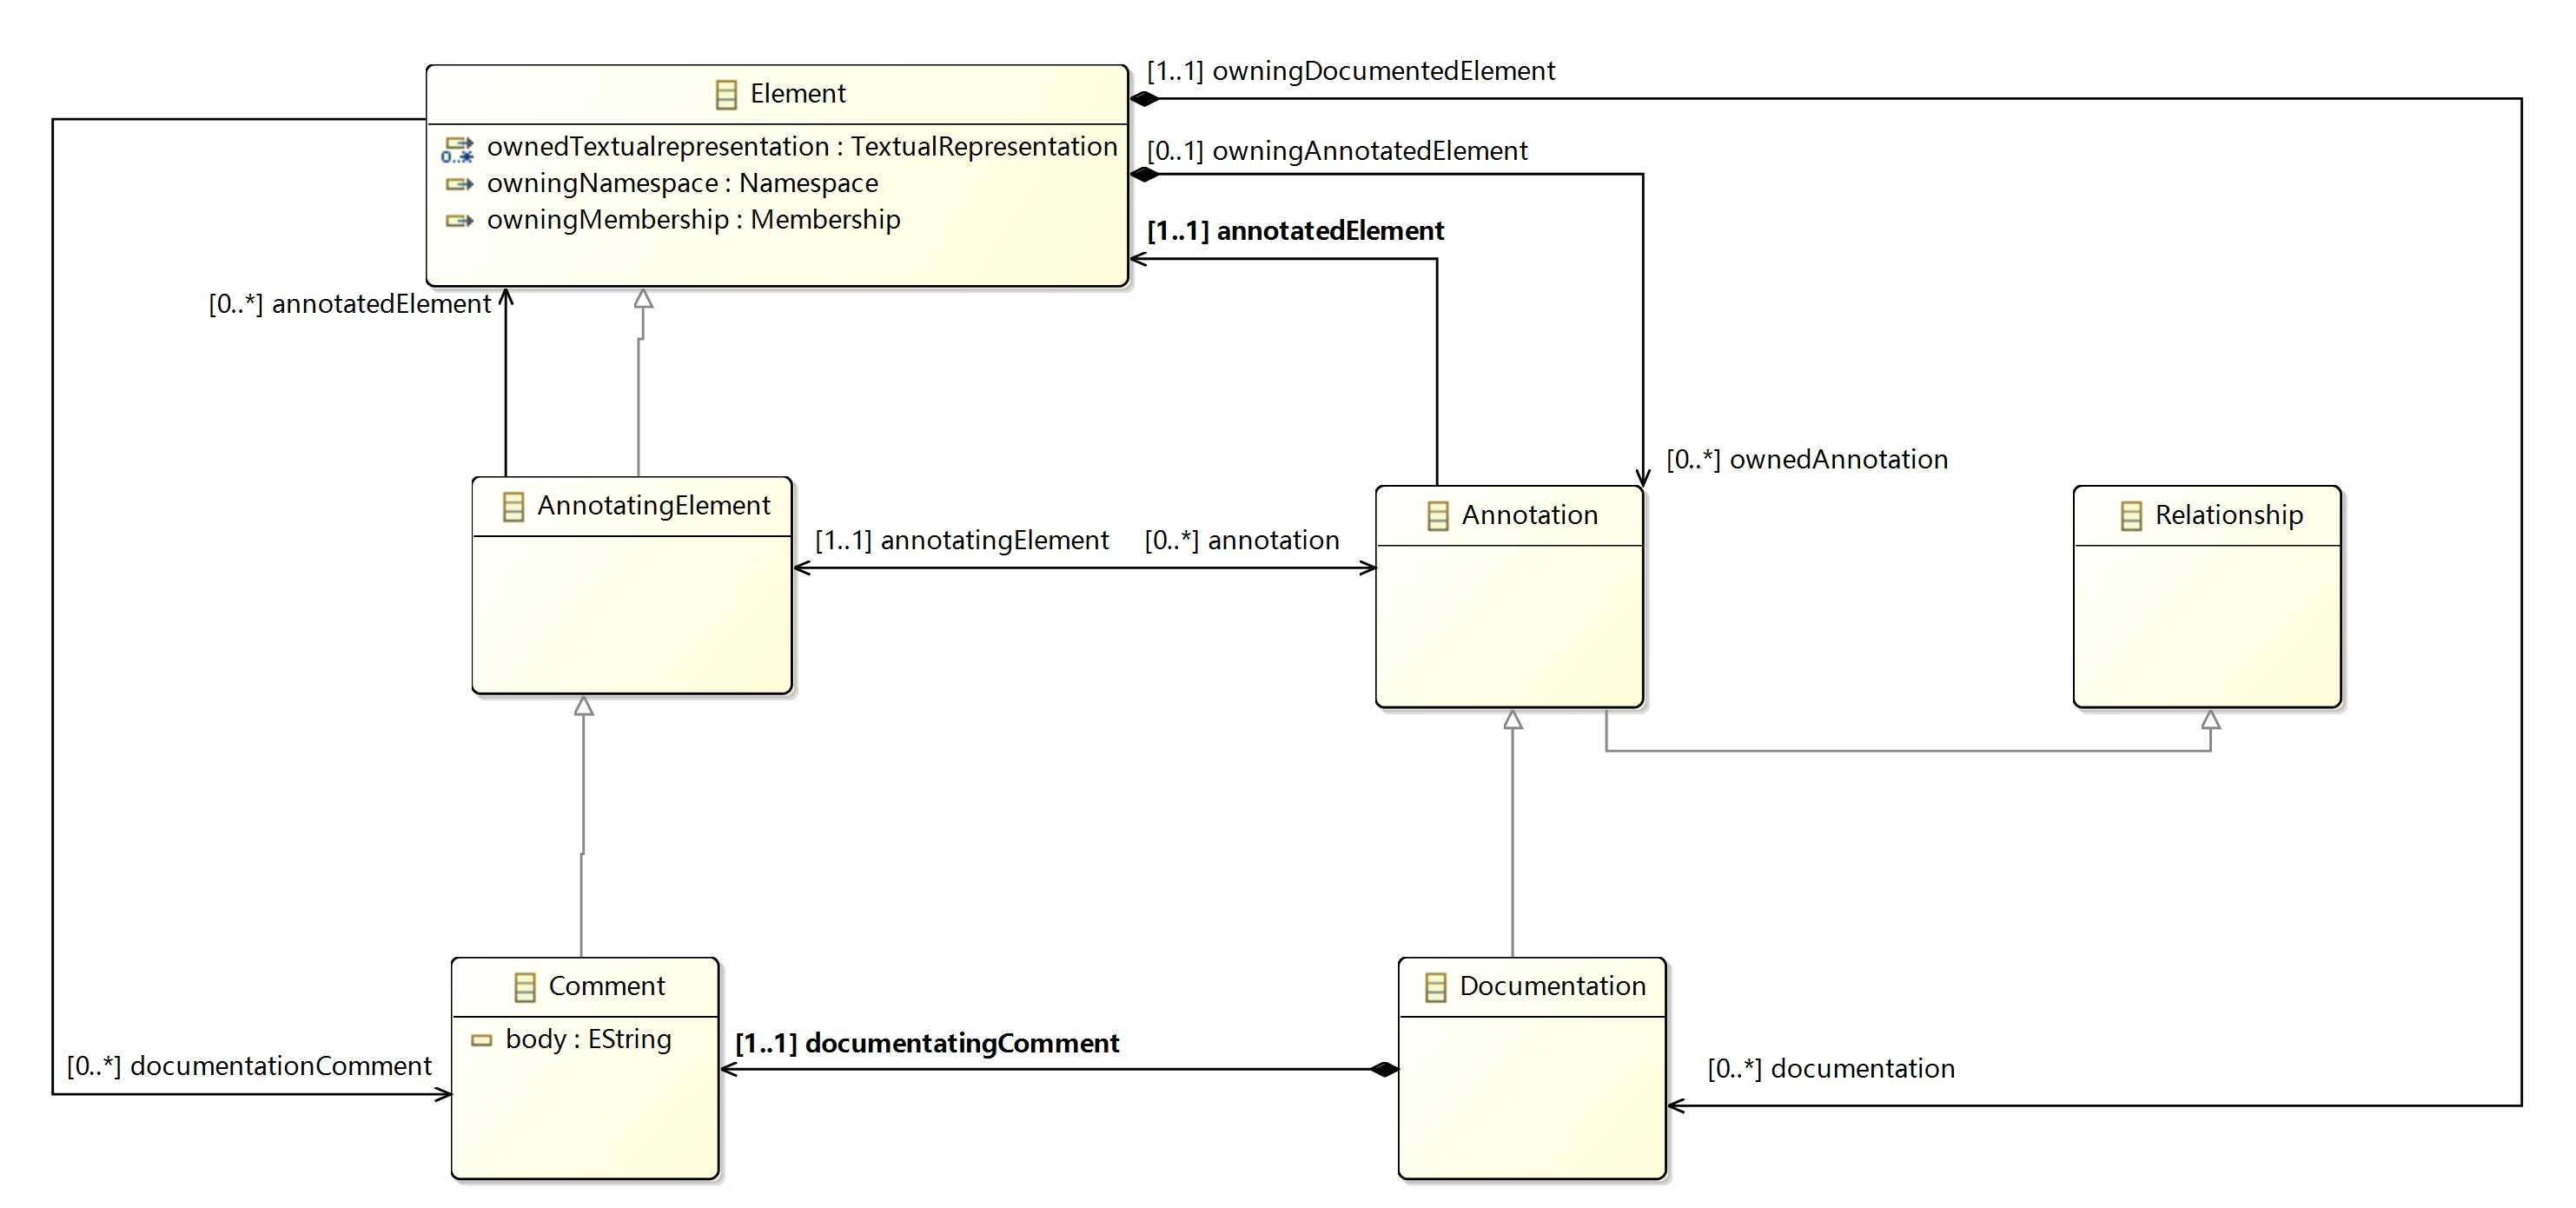 Element
ownedTextualrepresentation : TextualRepresentation
0..*
owningNamespace : Namespace
owningMembership : Membership
[1..1] owningDocumentedElement
[0..1] owningAnnotatedElement
[1..1] annotatedElement
[0..*] annotatedElement
[0..*] ownedAnnotation
AnnotatingElement
[1..1] annotatingElement
[0..*] annotation
Annotation
Relationship
Comment
body : EString
[0..*] documentationComment
[1..1] documentatingComment
Documentation
[0..*] documentation